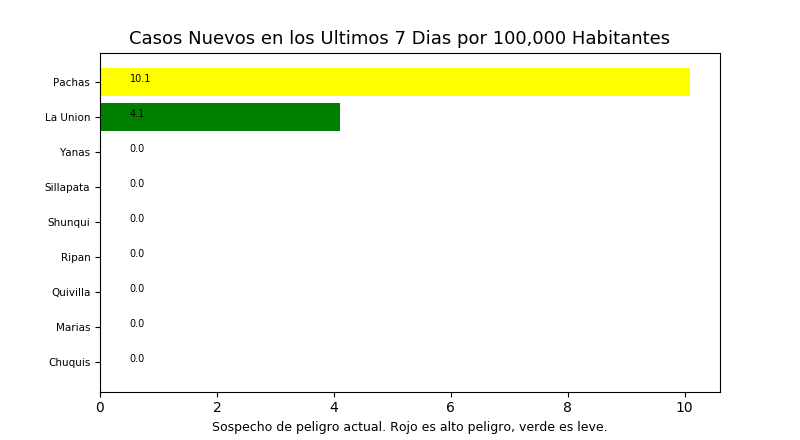 Casos Nuevos en los Ultimos 7 Dias por 100,000 Habitantes
Pachas 10.1
La Union 4.1
Yanas 0.0
Sillapata 0.0
Shunqui 0.0
Ripan 0.0
Quivilla 0.0
Marias 0.0
Chuquis 0.0
0 2 4 6 8 10
Sospecho de peligro actual. Rojo es alto peligro, verde es leve.